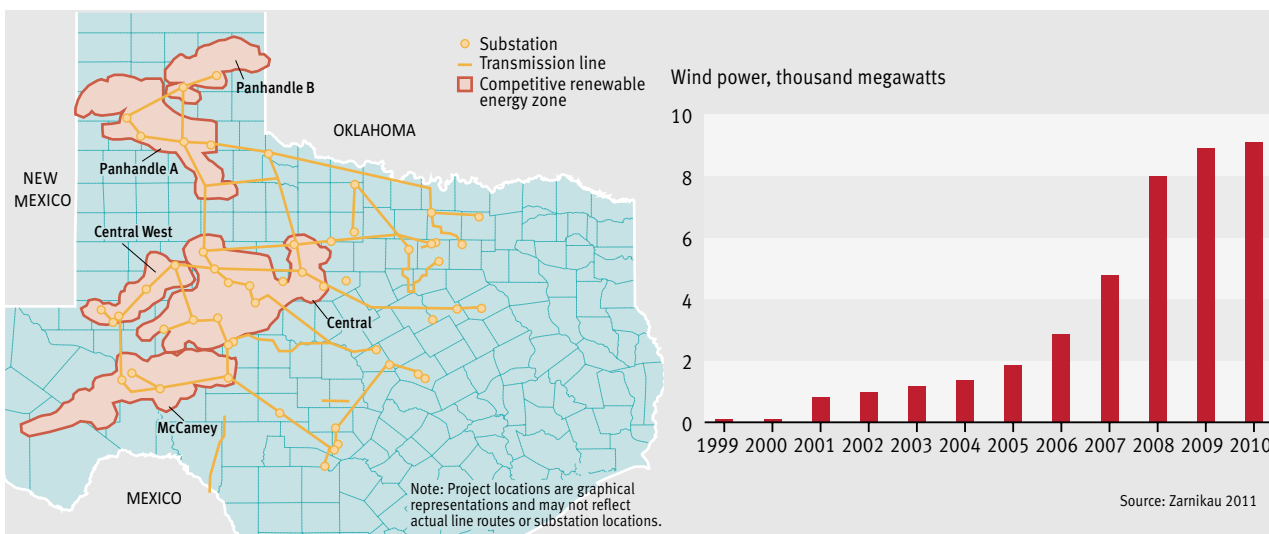 Substation
Transmission line
Competitive renewable
energy zone
Panhandle B
OKLAHOMA
Panhandle A
NEW
MEXICO
Central West
Central
McCamey
MEXICO
Note: Project locations are graphical
representations and may not reflect
actual line routes or substation locations.
Wind power, thousand megawatts
10
8
6
4
2
0
1999 2000 2001 2002 2003 2004 2005 2006 2007 2008 2009 2010
Source: Zarnikau 2011